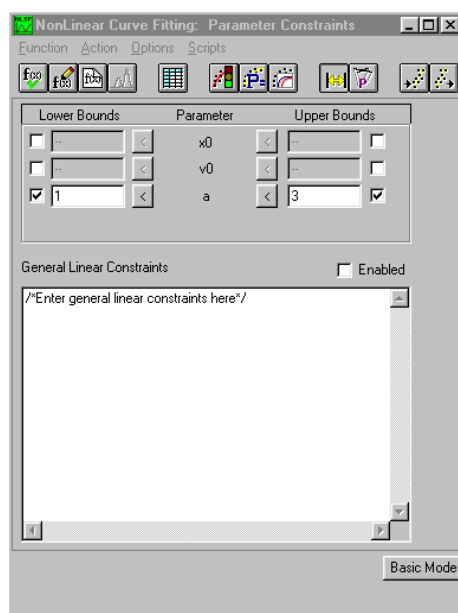 NonLinear Curve Fitting: Parameter Constraints
Function Action Options Scripts
Lower Bounds Parameter Upper Bounds
-- < x0 < --
-- < v0 < --
1 < a < 3
General Linear Constraints Enabled
/*Enter general linear constraints here*/
Basic Mode